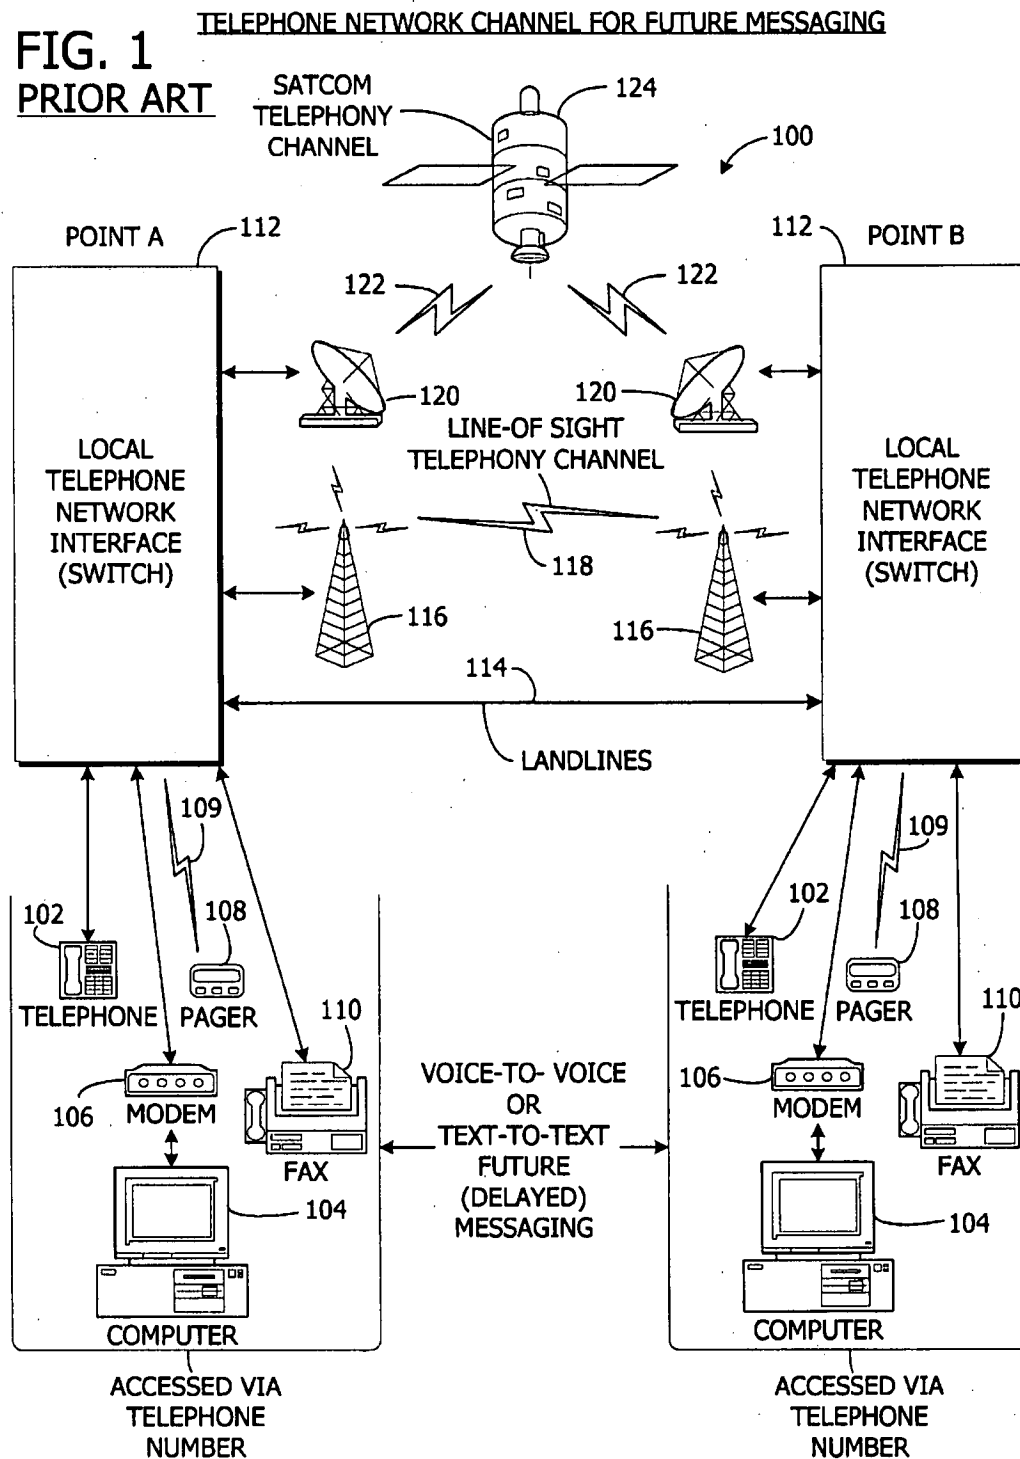 TELEPHONE NETWORK CHANNEL FOR FUTURE MESSAGING
FIG. 1
PRIOR ART
SATCOM
TELEPHONY
CHANNEL
124
100
POINT A
112
112
POINT B
122
122
120
120
LINE-OF SIGHT
TELEPHONY CHANNEL
LOCAL
TELEPHONE
NETWORK
INTERFACE
(SWITCH)
LOCAL
TELEPHONE
NETWORK
INTERFACE
(SWITCH)
118
116
116
114
LANDLINES
109
109
102
108
102
108
TELEPHONE
PAGER
110
TELEPHONE
PAGER
110
106
MODEM
FAX
106
MODEM
FAX
VOICE-TO- VOICE
OR
TEXT-TO-TEXT
FUTURE
(DELAYED)
MESSAGING
104
104
COMPUTER
COMPUTER
ACCESSED VIA
TELEPHONE
NUMBER
ACCESSED VIA
TELEPHONE
NUMBER